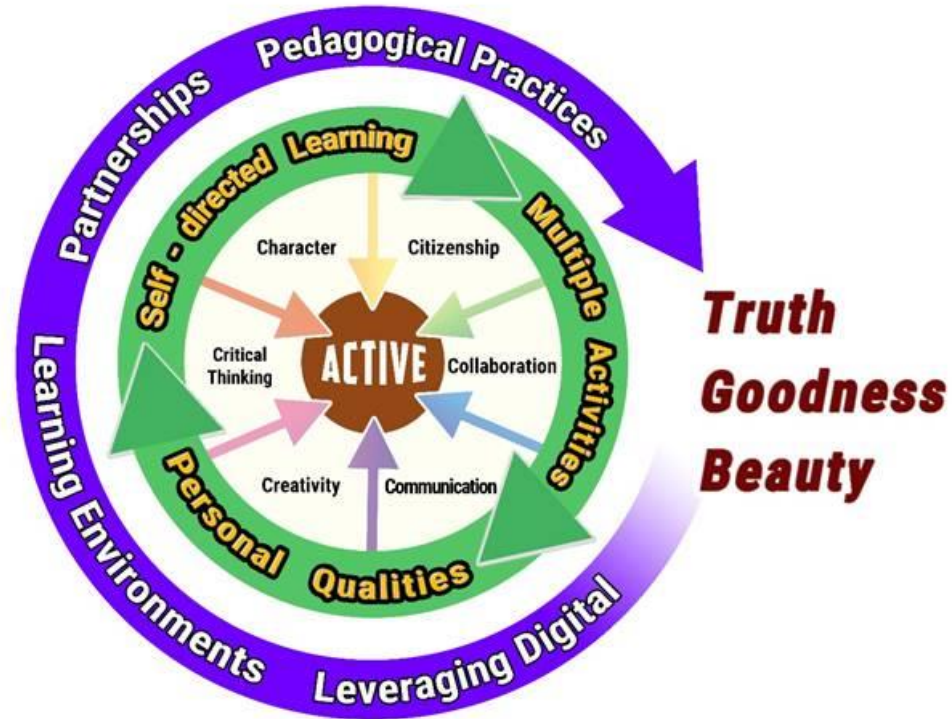 Partnerships
Pedagogical Practices
Learning Environments
Leveraging Digital
Self - directed Learning
Multiple Activities
Personal Qualities
Character
Citizenship
Critical
Thinking
ACTIVE
Collaboration
Creativity
Communication
Truth
Goodness
Beauty